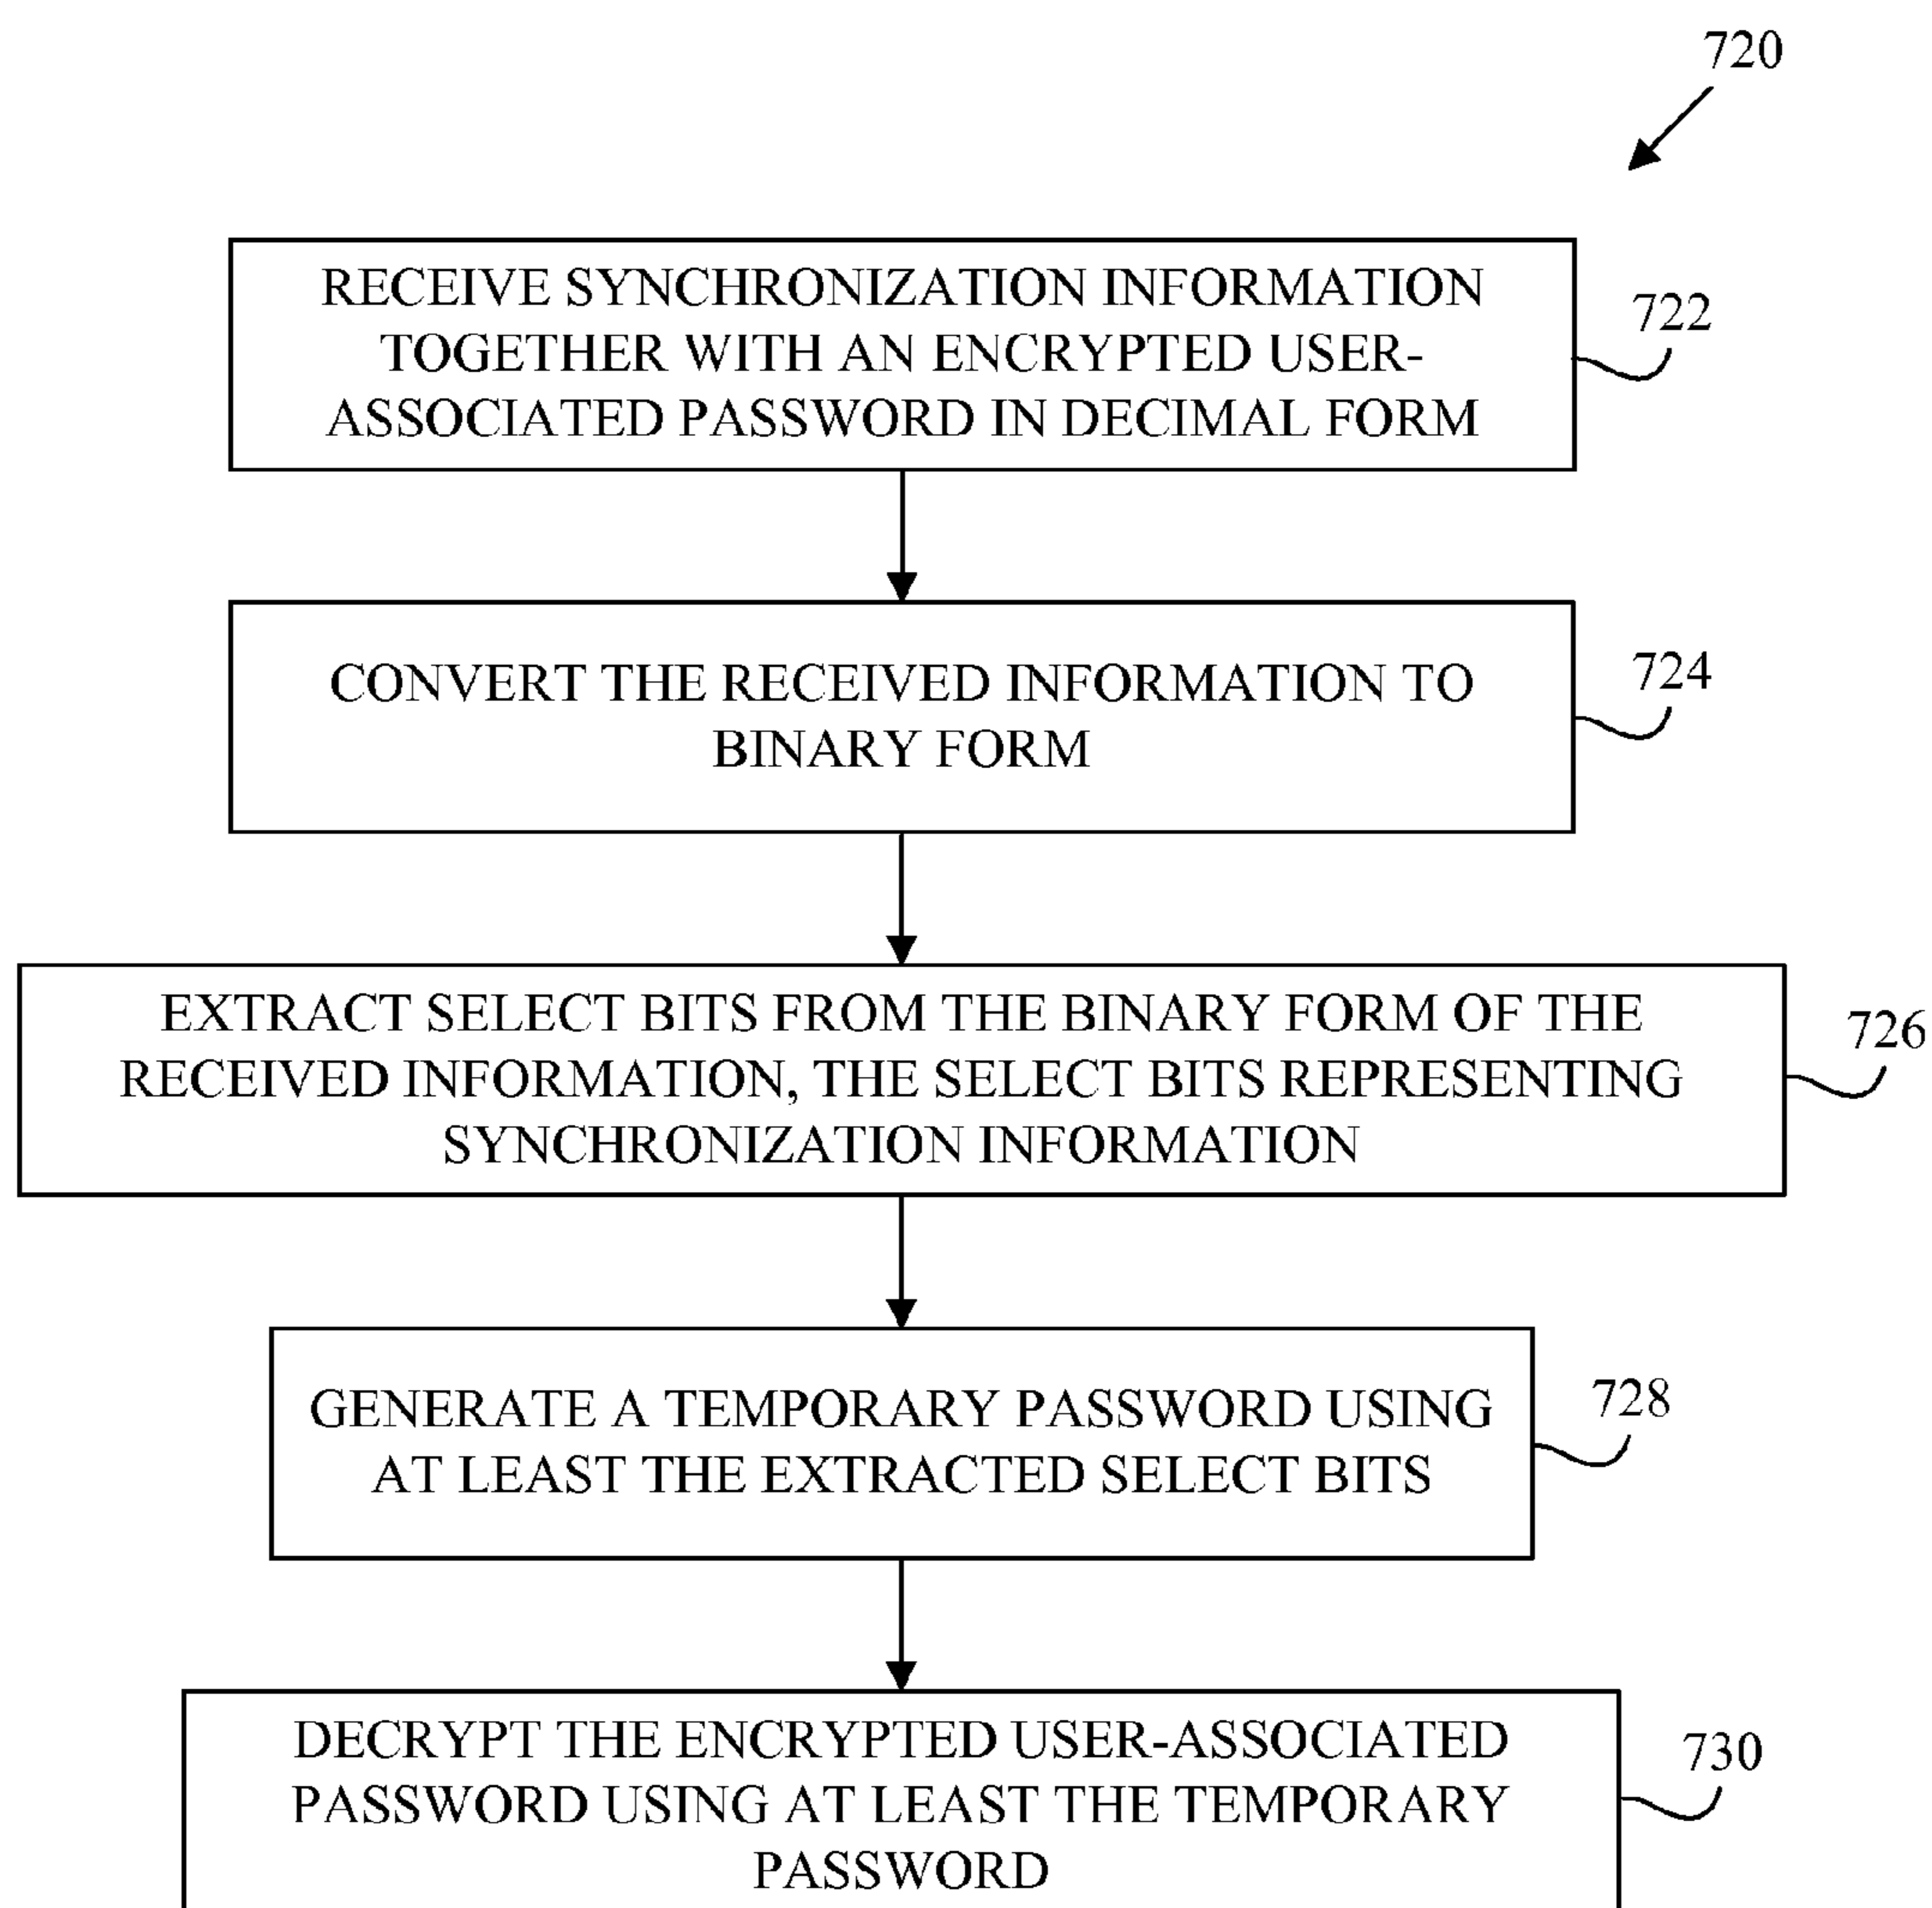 720
RECEIVE SYNCHRONIZATION INFORMATION
TOGETHER WITH AN ENCRYPTED USER-
ASSOCIATED PASSWORD IN DECIMAL FORM
722
CONVERT THE RECEIVED INFORMATION TO
BINARY FORM
724
EXTRACT SELECT BITS FROM THE BINARY FORM OF THE
RECEIVED INFORMATION, THE SELECT BITS REPRESENTING
SYNCHRONIZATION INFORMATION
726
GENERATE A TEMPORARY PASSWORD USING
AT LEAST THE EXTRACTED SELECT BITS
728
DECRYPT THE ENCRYPTED USER-ASSOCIATED
PASSWORD USING AT LEAST THE TEMPORARY
PASSWORD
730